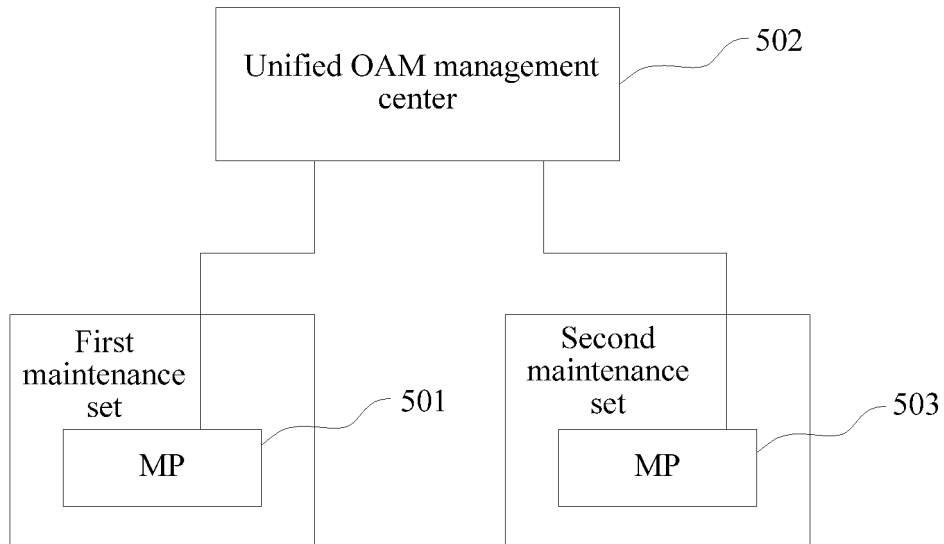 Unified OAM management
center
502
First
maintenance
set
501
MP
Second
maintenance
set
503
MP